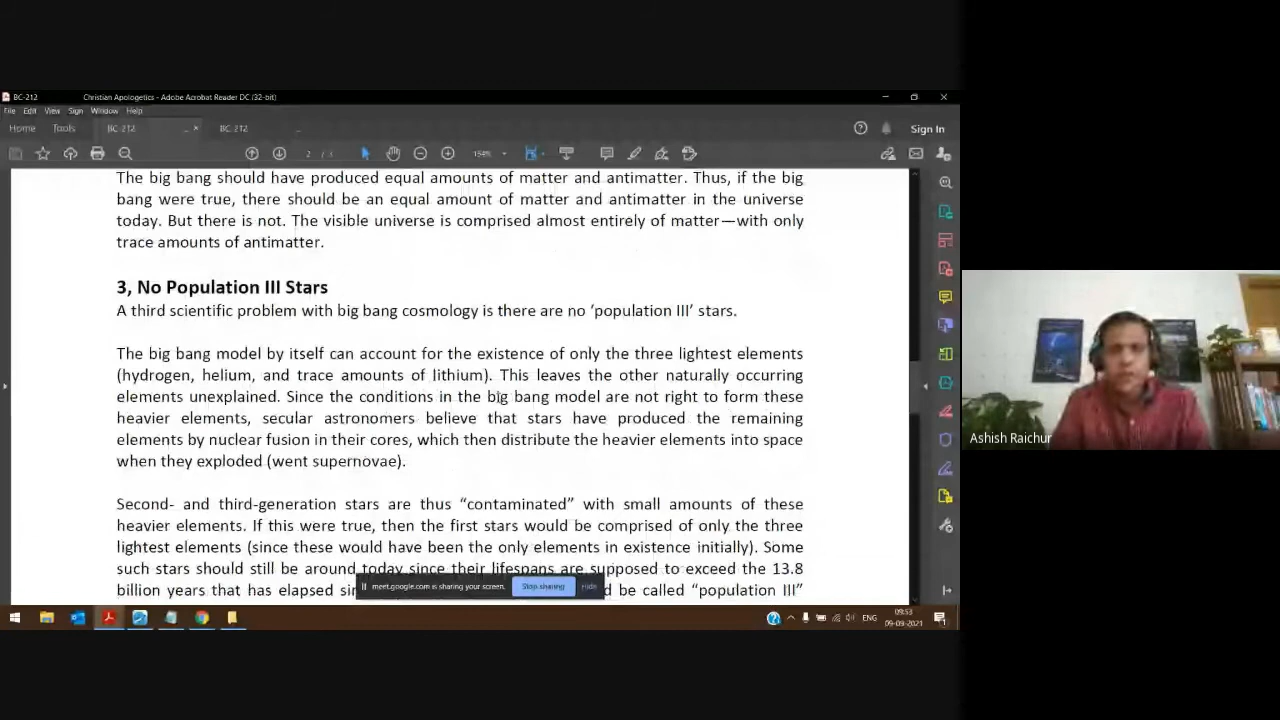 BC-212
Christian Apologetics - Adobe Acrobat Reader DC (32-bit)
File Edit View Sign Window Help
Home Tools BC-212 ... × BC-212 ...
Sign In
2 / 154%
The big bang should have produced equal amounts of matter and antimatter. Thus, if the big
bang were true, there should be an equal amount of matter and antimatter in the universe
today. But there is not. The visible universe is comprised almost entirely of matter—with only
trace amounts of antimatter.
3, No Population III Stars
A third scientific problem with big bang cosmology is there are no ‘population III’ stars.
The big bang model by itself can account for the existence of only the three lightest elements
(hydrogen, helium, and trace amounts of lithium). This leaves the other naturally occurring
elements unexplained. Since the conditions in the big bang model are not right to form these
heavier elements, secular astronomers believe that stars have produced the remaining
elements by nuclear fusion in their cores, which then distribute the heavier elements into space
when they exploded (went supernovae).
Second- and third-generation stars are thus “contaminated” with small amounts of these
heavier elements. If this were true, then the first stars would be comprised of only the three
lightest elements (since these would have been the only elements in existence initially). Some
such stars should still be around today since their lifespans are supposed to exceed the 13.8
billion years that has elapsed be called “population III”
meet.google.com is sharing your screen. Stop sharing Hide
Ashish Raichur
ENG
09:53
09-09-2021